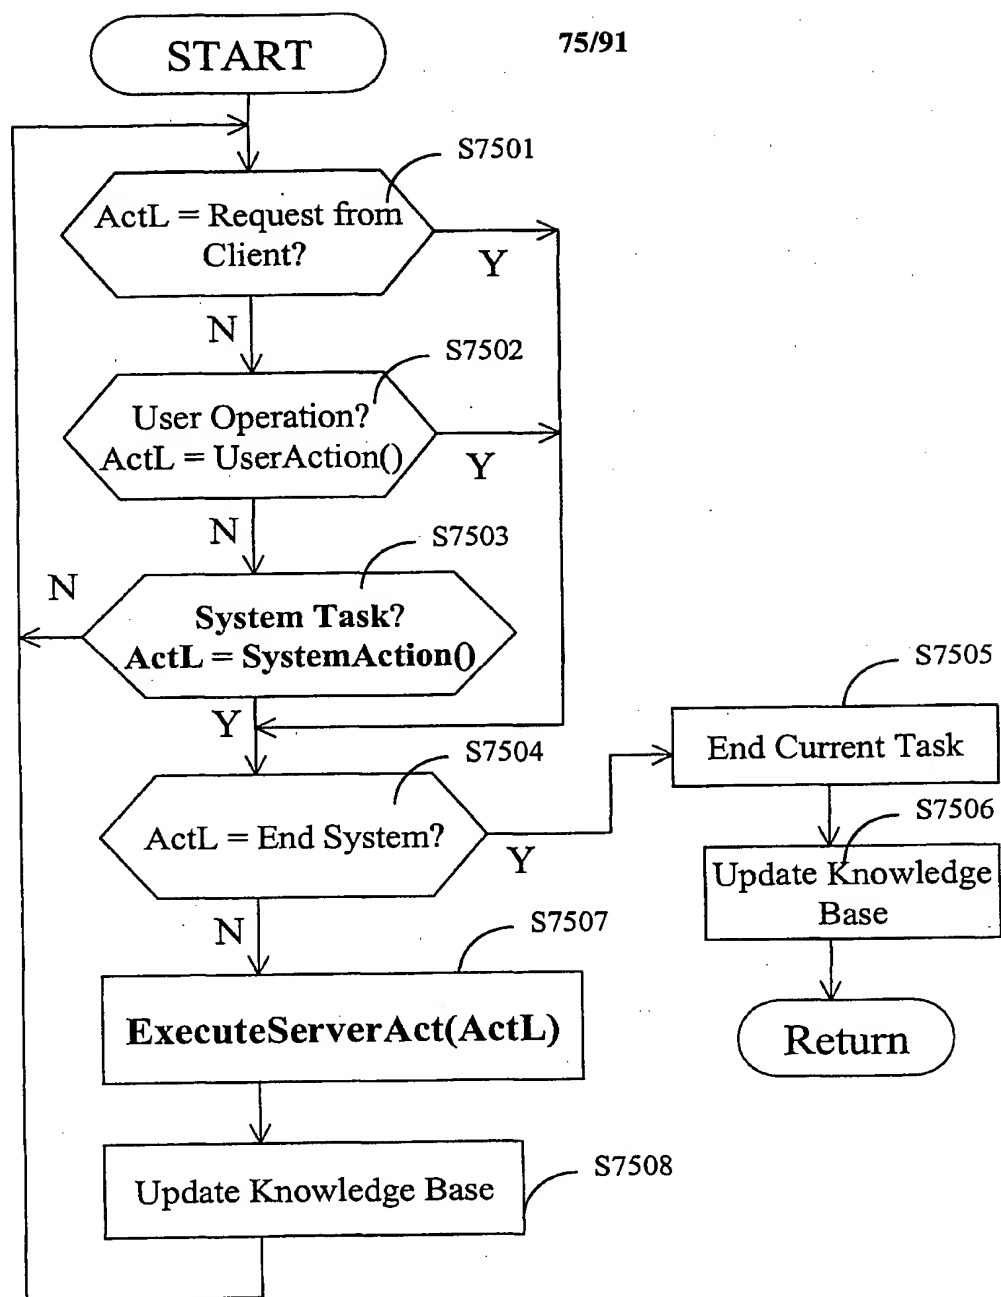 START
75/91
S7501
ActL = Request from
Client?
Y
N
S7502
User Operation?
ActL = UserAction()
Y
N
S7503
N
System Task?
ActL = SystemAction()
Y
S7504
ActL = End System?
Y
N
S7505
End Current Task
S7506
Update Knowledge
Base
Return
S7507
ExecuteServerAct(ActL)
S7508
Update Knowledge Base